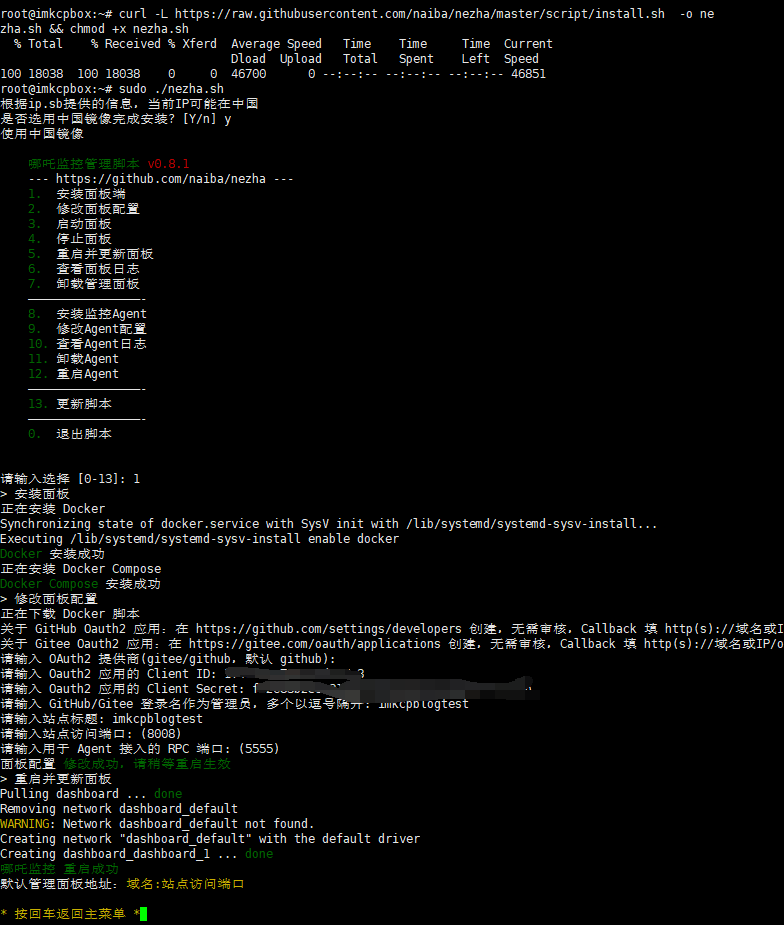 root@imkcpbox:~# curl -L https://raw.githubusercontent.com/naiba/nezha/master/script/install.sh  -o ne
zha.sh && chmod +x nezha.sh
  % Total    % Received % Xferd  Average Speed   Time    Time     Time  Current
                                 Dload  Upload   Total   Spent    Left  Speed
100 18038  100 18038    0     0  46700      0 --:--:-- --:--:-- --:--:-- 46851
root@imkcpbox:~# sudo ./nezha.sh
根据ip.sb提供的信息，当前IP可能在中国
是否选用中国镜像完成安装? [Y/n] y
使用中国镜像
哪吒监控管理脚本 v0.8.1
--- https://github.com/naiba/nezha ---
1.  安装面板端
2.  修改面板配置
3.  启动面板
4.  停止面板
5.  重启并更新面板
6.  查看面板日志
7.  卸载管理面板
—————————————————-
8.  安装监控Agent
9.  修改Agent配置
10. 查看Agent日志
11. 卸载Agent
12. 重启Agent
—————————————————-
13. 更新脚本
—————————————————-
0.  退出脚本
请输入选择 [0-13]: 1
> 安装面板
正在安装 Docker
Synchronizing state of docker.service with SysV init with /lib/systemd/systemd-sysv-install...
Executing /lib/systemd/systemd-sysv-install enable docker
Docker 安装成功
正在安装 Docker Compose
Docker Compose 安装成功
> 修改面板配置
正在下载 Docker 脚本
关于 GitHub Oauth2 应用：在 https://github.com/settings/developers 创建，无需审核，Callback 填 http(s)://域名或I
关于 Gitee Oauth2 应用：在 https://gitee.com/oauth/applications 创建，无需审核，Callback 填 http(s)://域名或IP/o
请输入 OAuth2 提供商(gitee/github，默认 github):
请输入 Oauth2 应用的 Client ID:
请输入 Oauth2 应用的 Client Secret:
请输入 GitHub/Gitee 登录名作为管理员，多个以逗号隔开: imkcpblogtest
请输入站点标题: imkcpblogtest
请输入站点访问端口: (8008)
请输入用于 Agent 接入的 RPC 端口: (5555)
面板配置 修改成功，请稍等重启生效
> 重启并更新面板
Pulling dashboard ... done
Removing network dashboard_default
WARNING: Network dashboard_default not found.
Creating network "dashboard_default" with the default driver
Creating dashboard_dashboard_1 ... done
哪吒监控 重启成功
默认管理面板地址：域名:站点访问端口
* 按回车返回主菜单 *